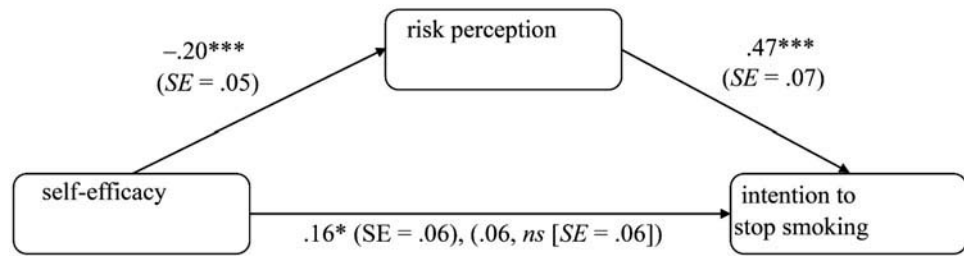 risk perception
−.20***
(SE = .05)
.47***
(SE = .07)
self-efficacy
intention to
stop smoking
.16* (SE = .06), (.06, ns [SE = .06])